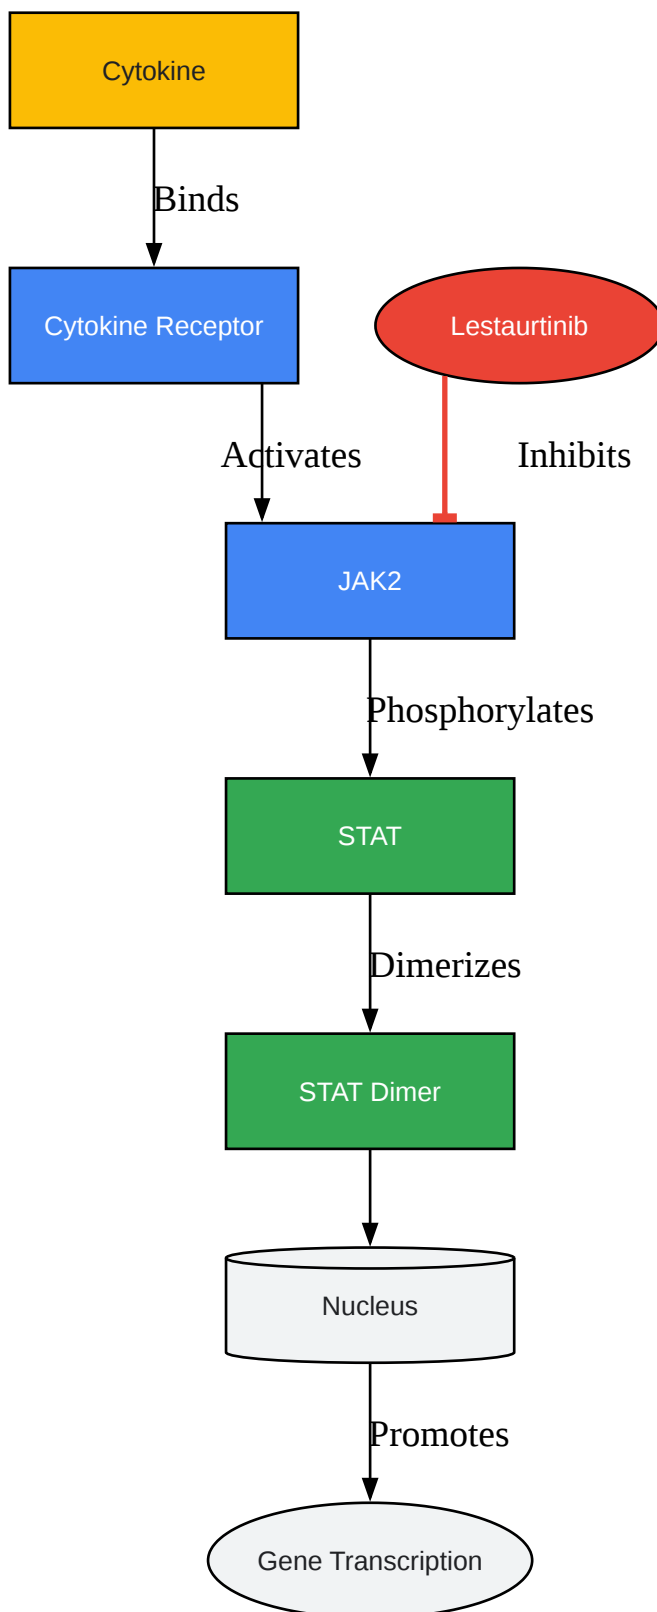 Cytokine
Binds
Cytokine Receptor
Lestaurtinib
Activates
Inhibits
JAK2
Phosphorylates
STAT
Dimerizes
STAT Dimer
Nucleus
Promotes
Gene Transcription